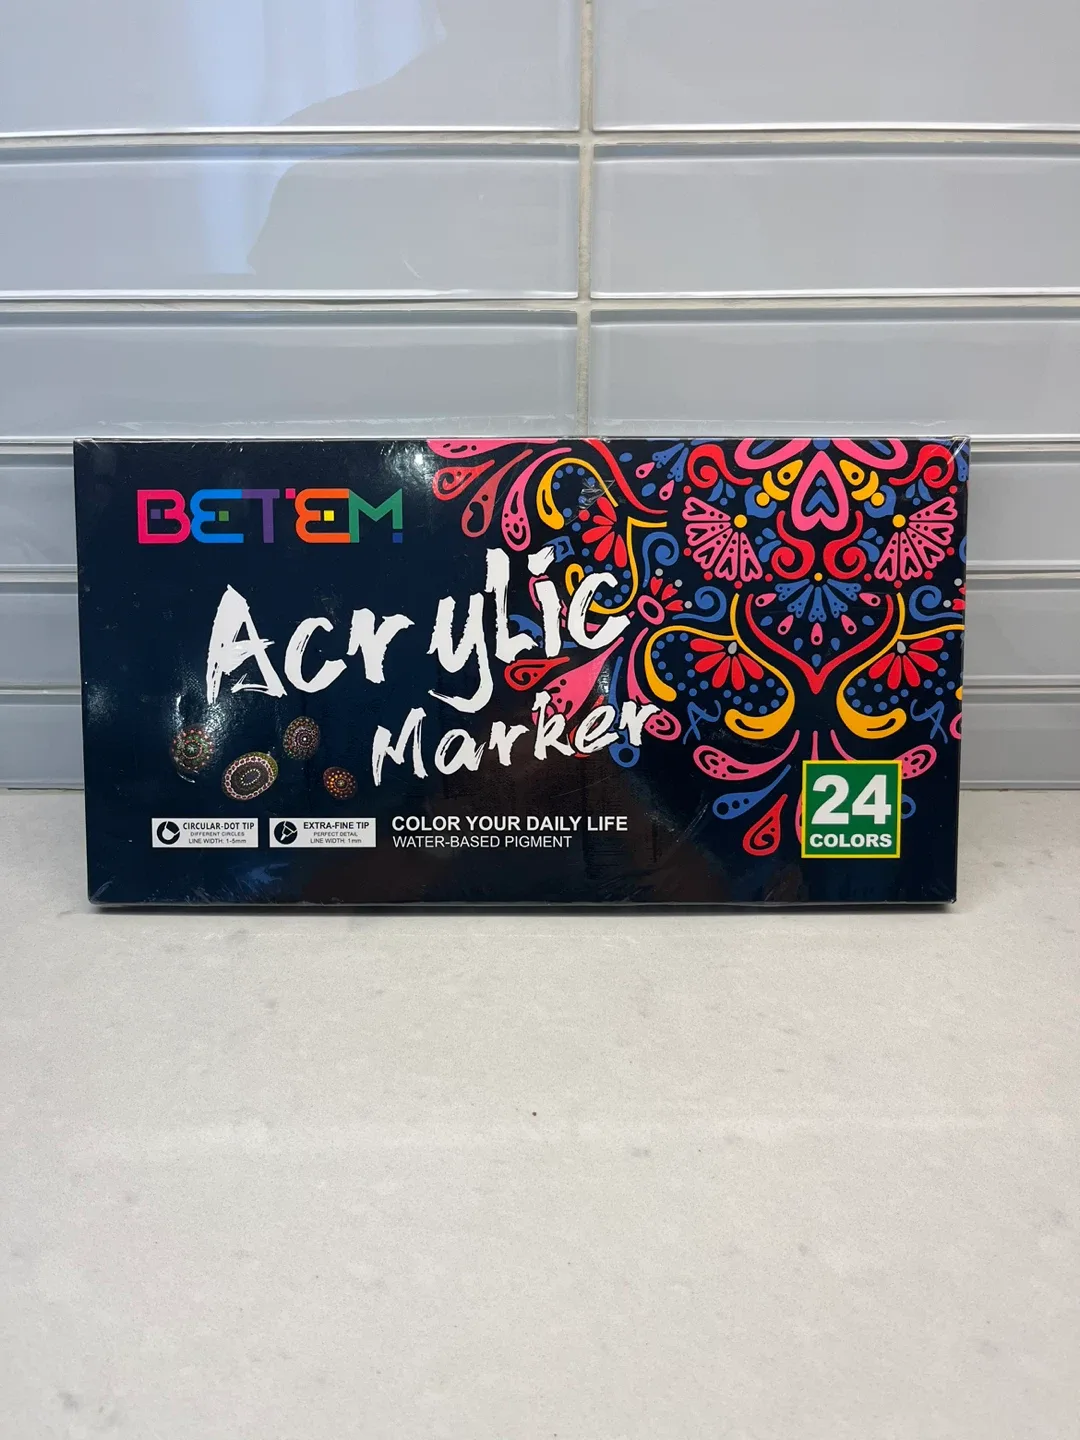 BETEM
Acrylic
Marker
CIRCULAR-DOT TIP
DIFFERENT CIRCLES
LINE WIDTH: 1-5mm
EXTRA-FINE TIP
PERFECT DETAIL
LINE WIDTH: 1mm
COLOR YOUR DAILY LIFE
WATER-BASED PIGMENT
24
COLORS